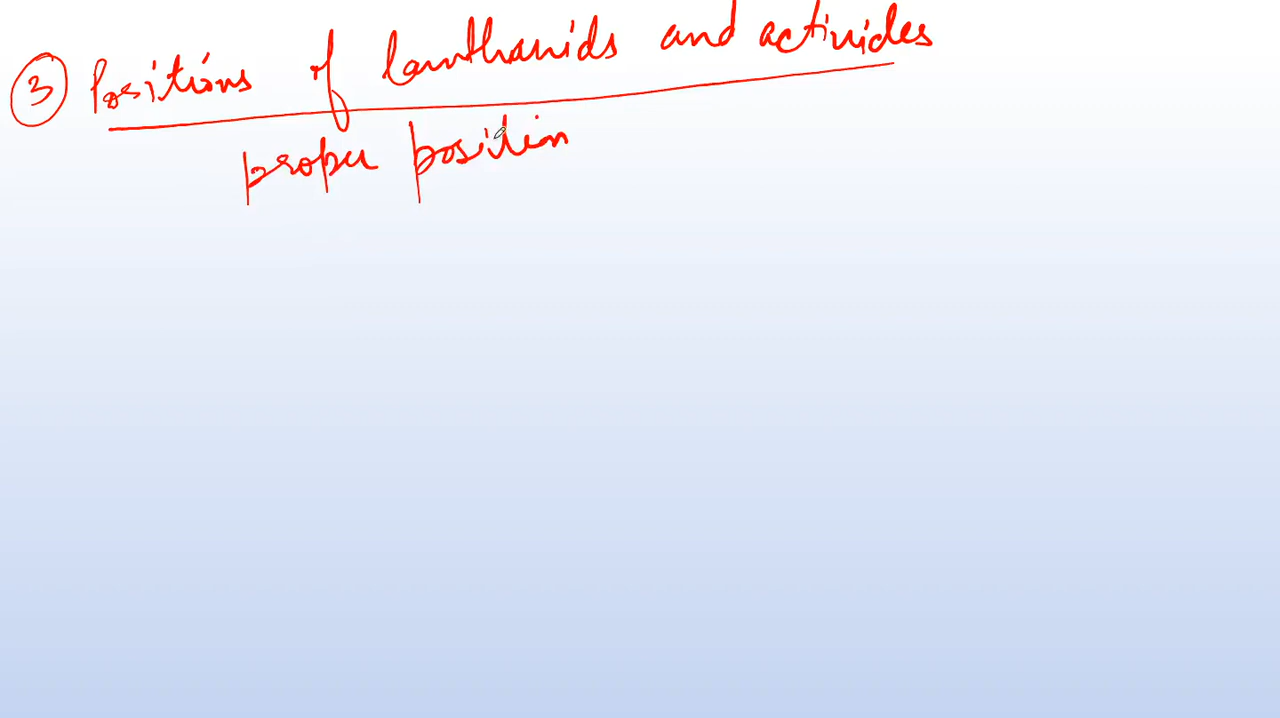 ③ Positions of lanthanids and actinides
proper position